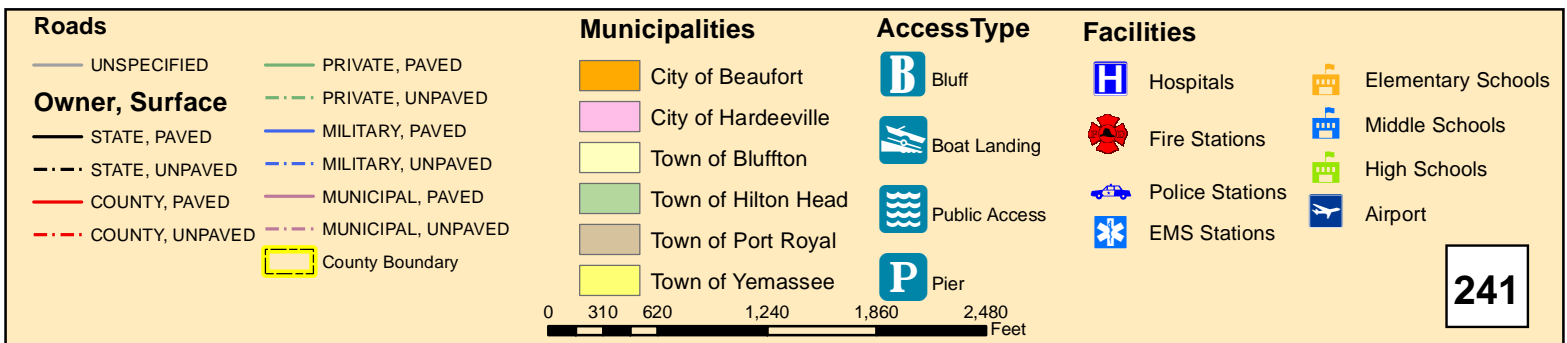 Roads
UNSPECIFIED
Owner, Surface
STATE, PAVED
STATE, UNPAVED
COUNTY, PAVED
COUNTY, UNPAVED
PRIVATE, PAVED
PRIVATE, UNPAVED
MILITARY, PAVED
MILITARY, UNPAVED
MUNICIPAL, PAVED
MUNICIPAL, UNPAVED
County Boundary
Municipalities
City of Beaufort
City of Hardeeville
Town of Bluffton
Town of Hilton Head
Town of Port Royal
Town of Yemassee
0 310 620 1,240 1,860 2,480
Feet
AccessType
B Bluff
Boat Landing
Public Access
P Pier
Facilities
H Hospitals
Fire Stations
Police Stations
EMS Stations
Elementary Schools
Middle Schools
High Schools
Airport
241